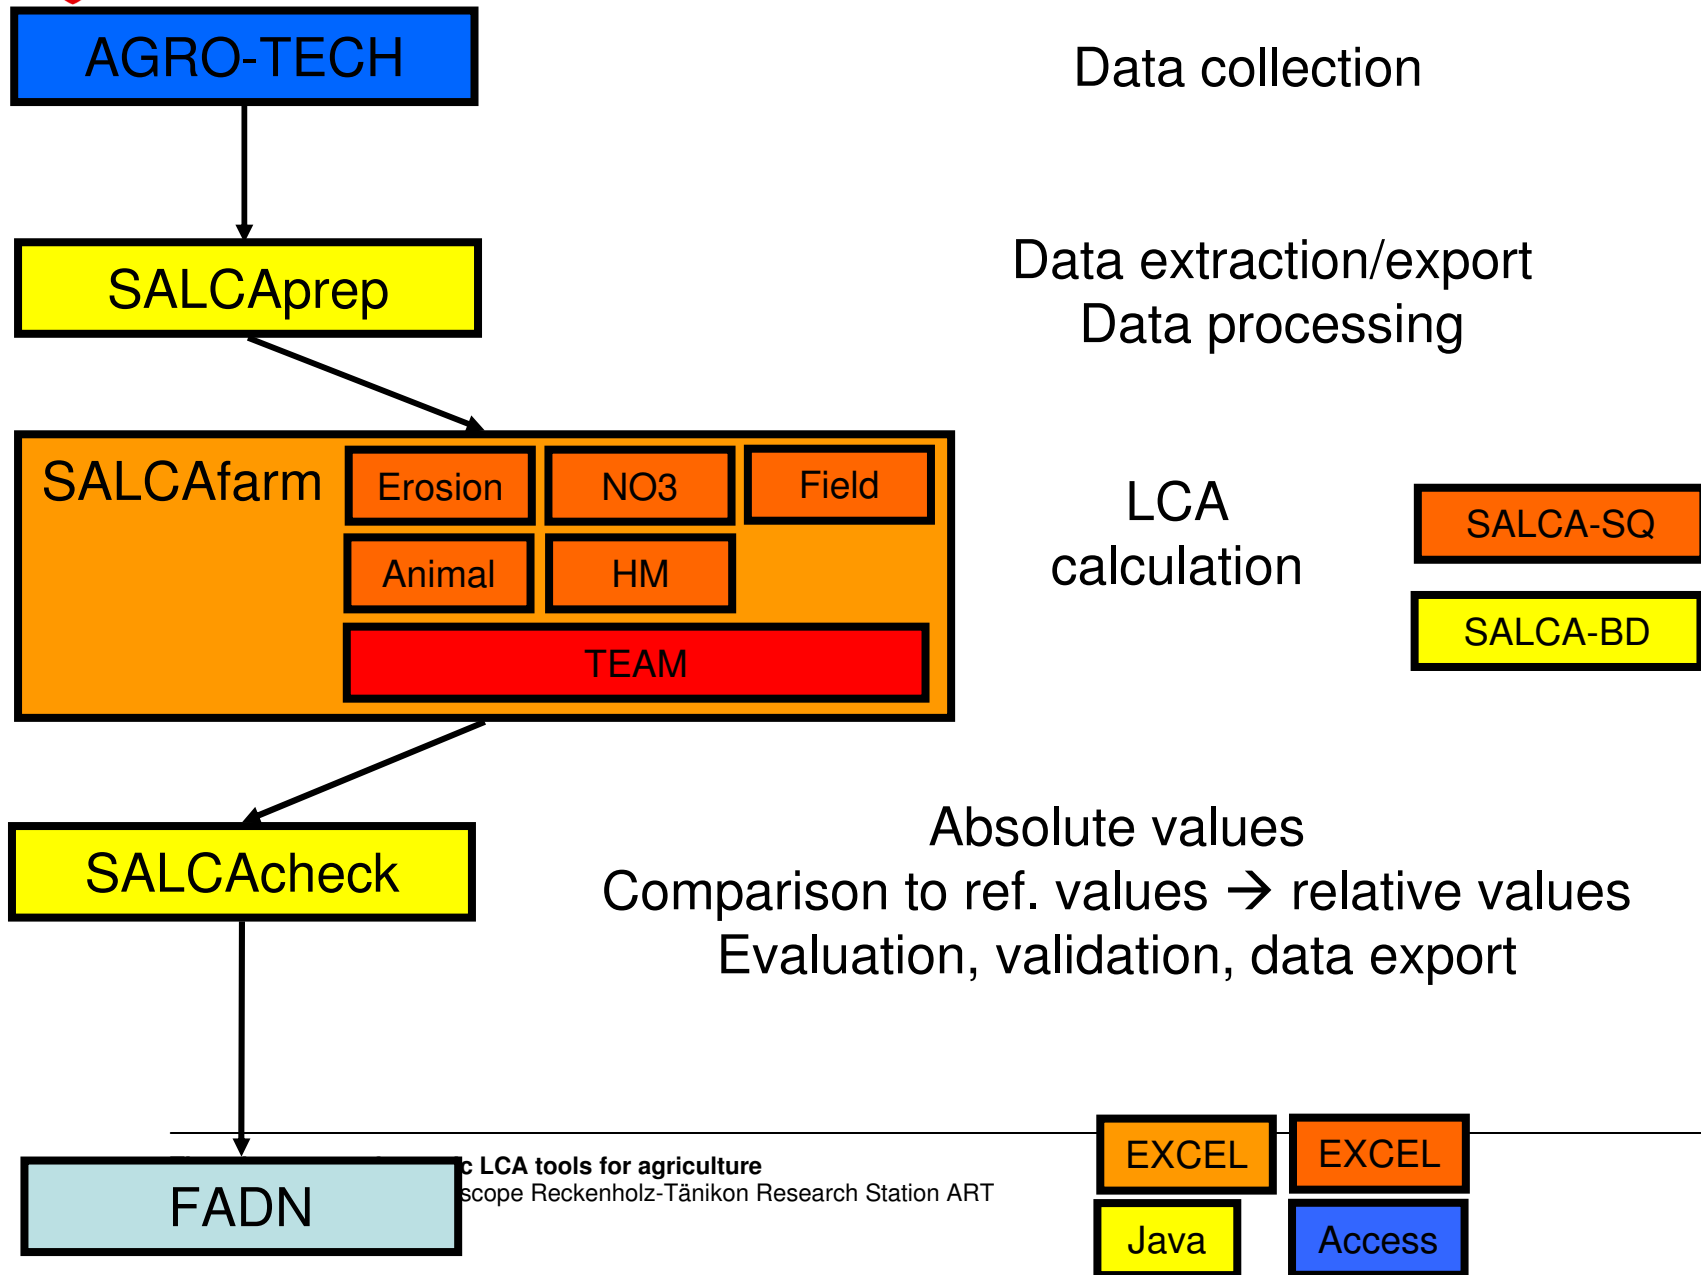 AGRO-TECH
Data collection
SALCAprep
Data extraction/export
Data processing
SALCAfarm
Erosion
NO3
Field
Animal
HM
TEAM
LCA
calculation
SALCA-SQ
SALCA-BD
SALCAcheck
Absolute values
Comparison to ref. values → relative values
Evaluation, validation, data export
FADN
LCA tools for agriculture
Reckenholz-Tänikon Research Station ART
EXCEL
EXCEL
Java
Access